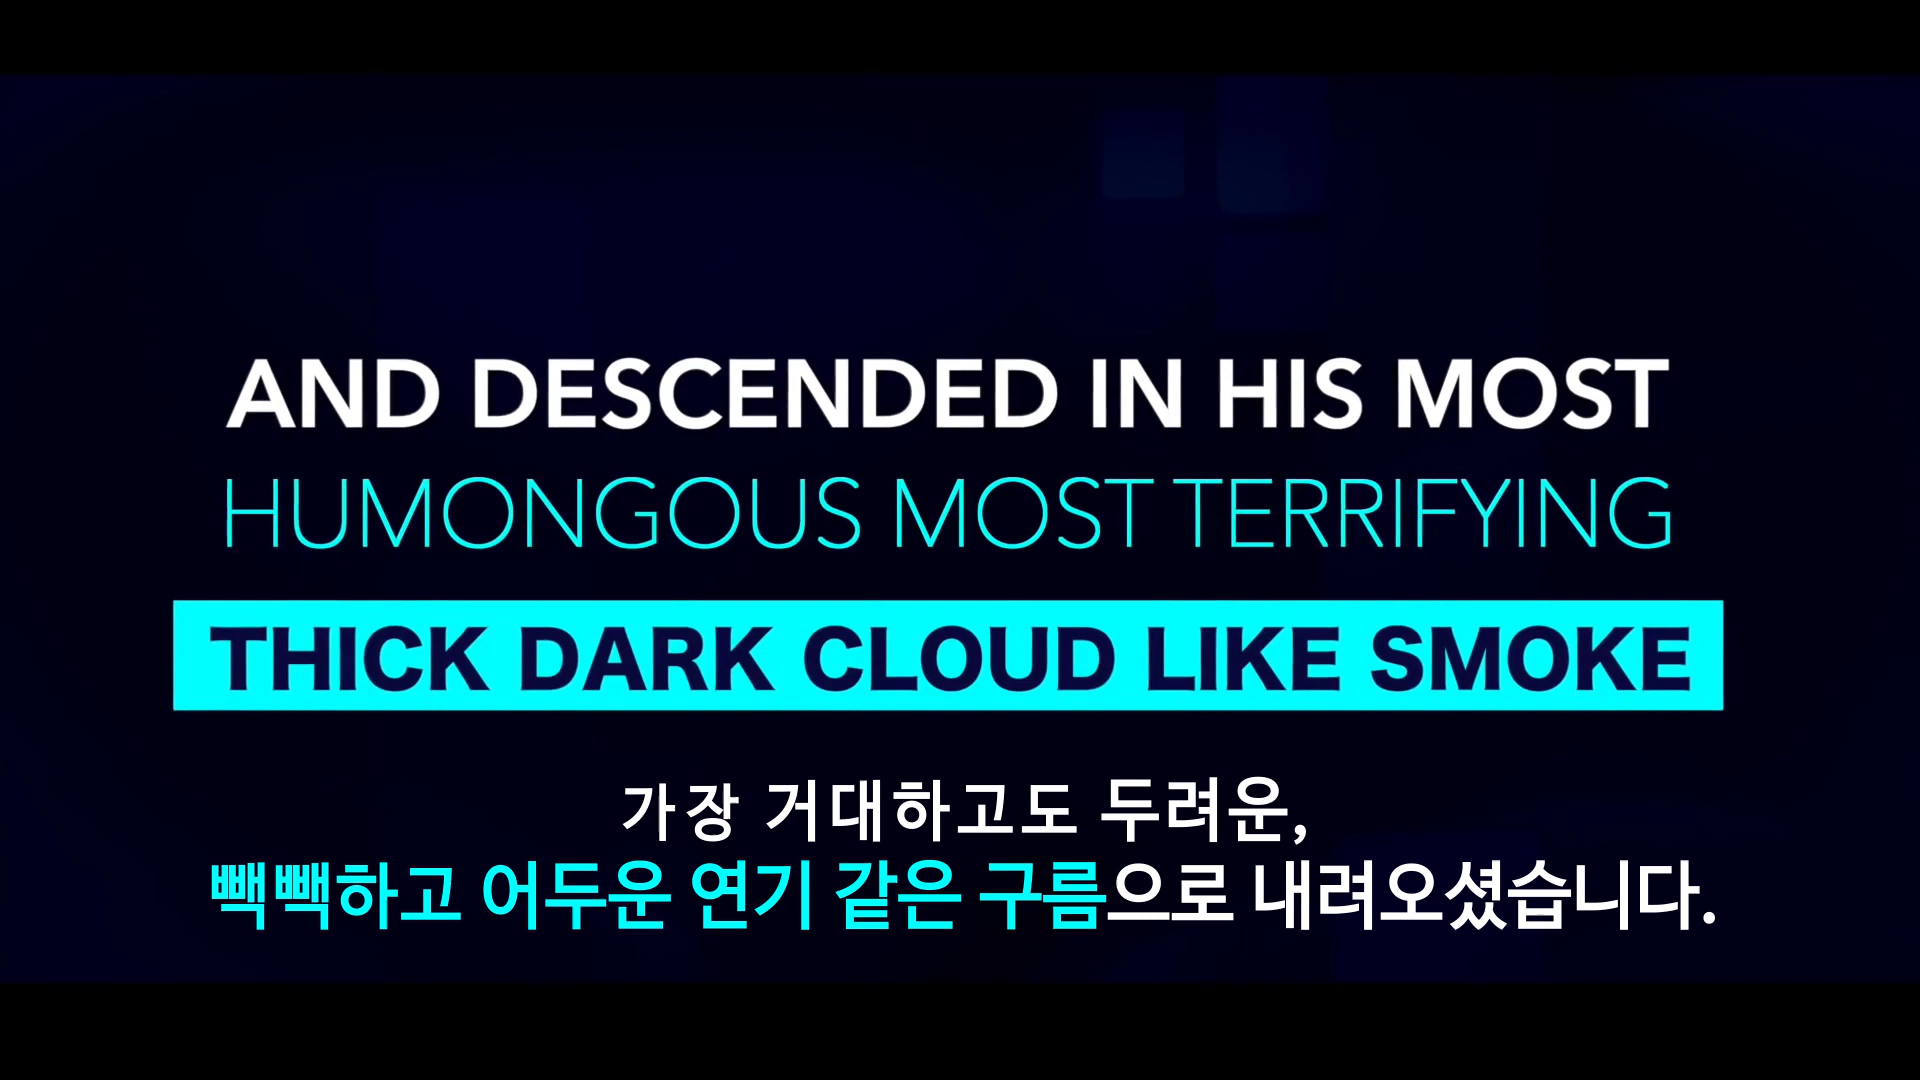 AND DESCENDED IN HIS MOST
HUMONGOUS MOST TERRIFYING
THICK DARK CLOUD LIKE SMOKE
가장 거대하고도 두려운,
빽빽하고 어두운 연기 같은 구름으로 내려오셨습니다.